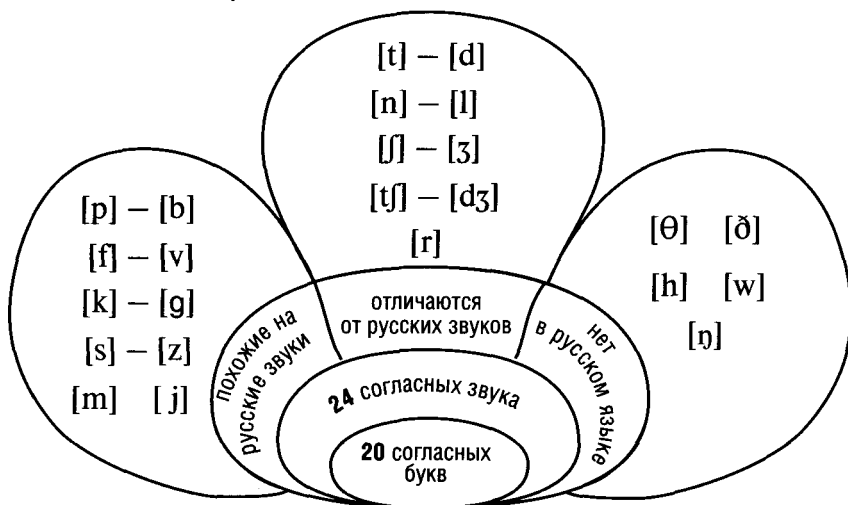 [t] – [d]
[n] – [l]
[ʃ] – [ʒ]
[tʃ] – [dʒ]
[r]
[p] – [b]
[f] – [v]
[k] – [g]
[s] – [z]
[m] [j]
[θ] [ð]
[h] [w]
[ŋ]
похожие на
русские звуки
отличаются
от русских звуков
нет
в русском языке
24 согласных звука
20 согласных
букв